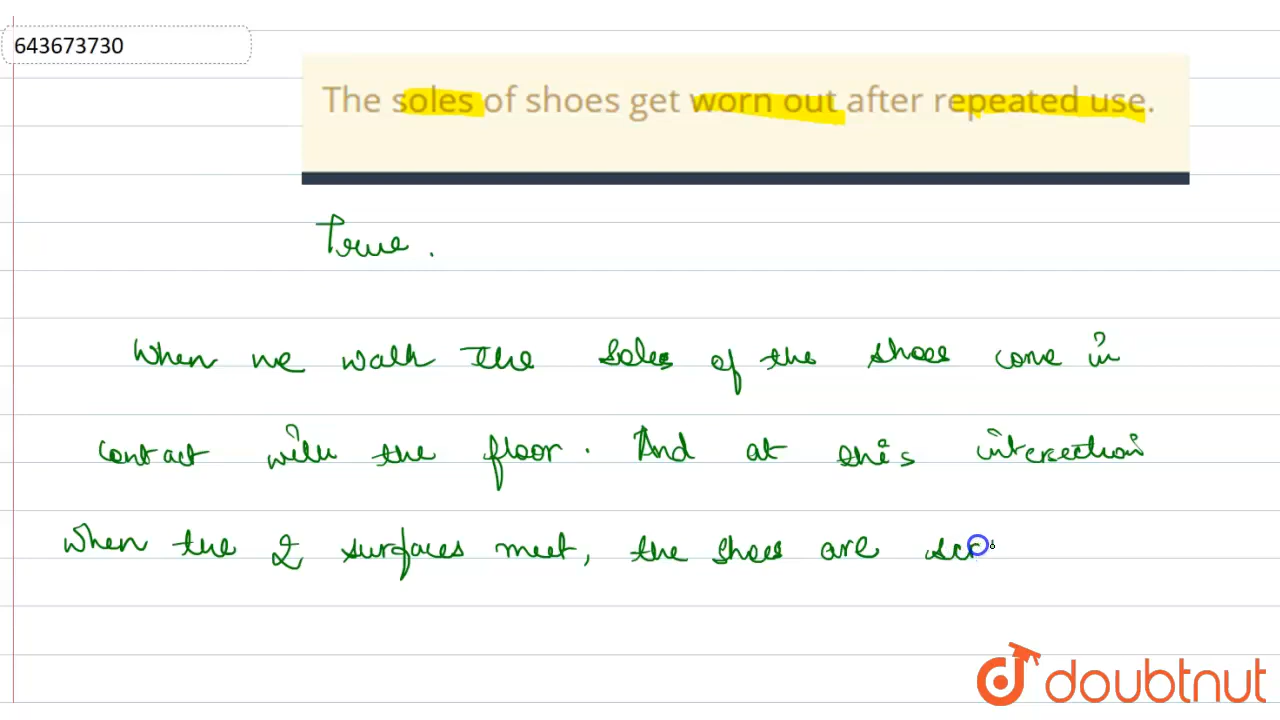 643673730
The soles of shoes get worn out after repeated use.
True.
When we walk the soles of the shoes come in
contact with the floor. And at this intersection
when the 2 surfaces meet, the shoes are scr
doubtnut